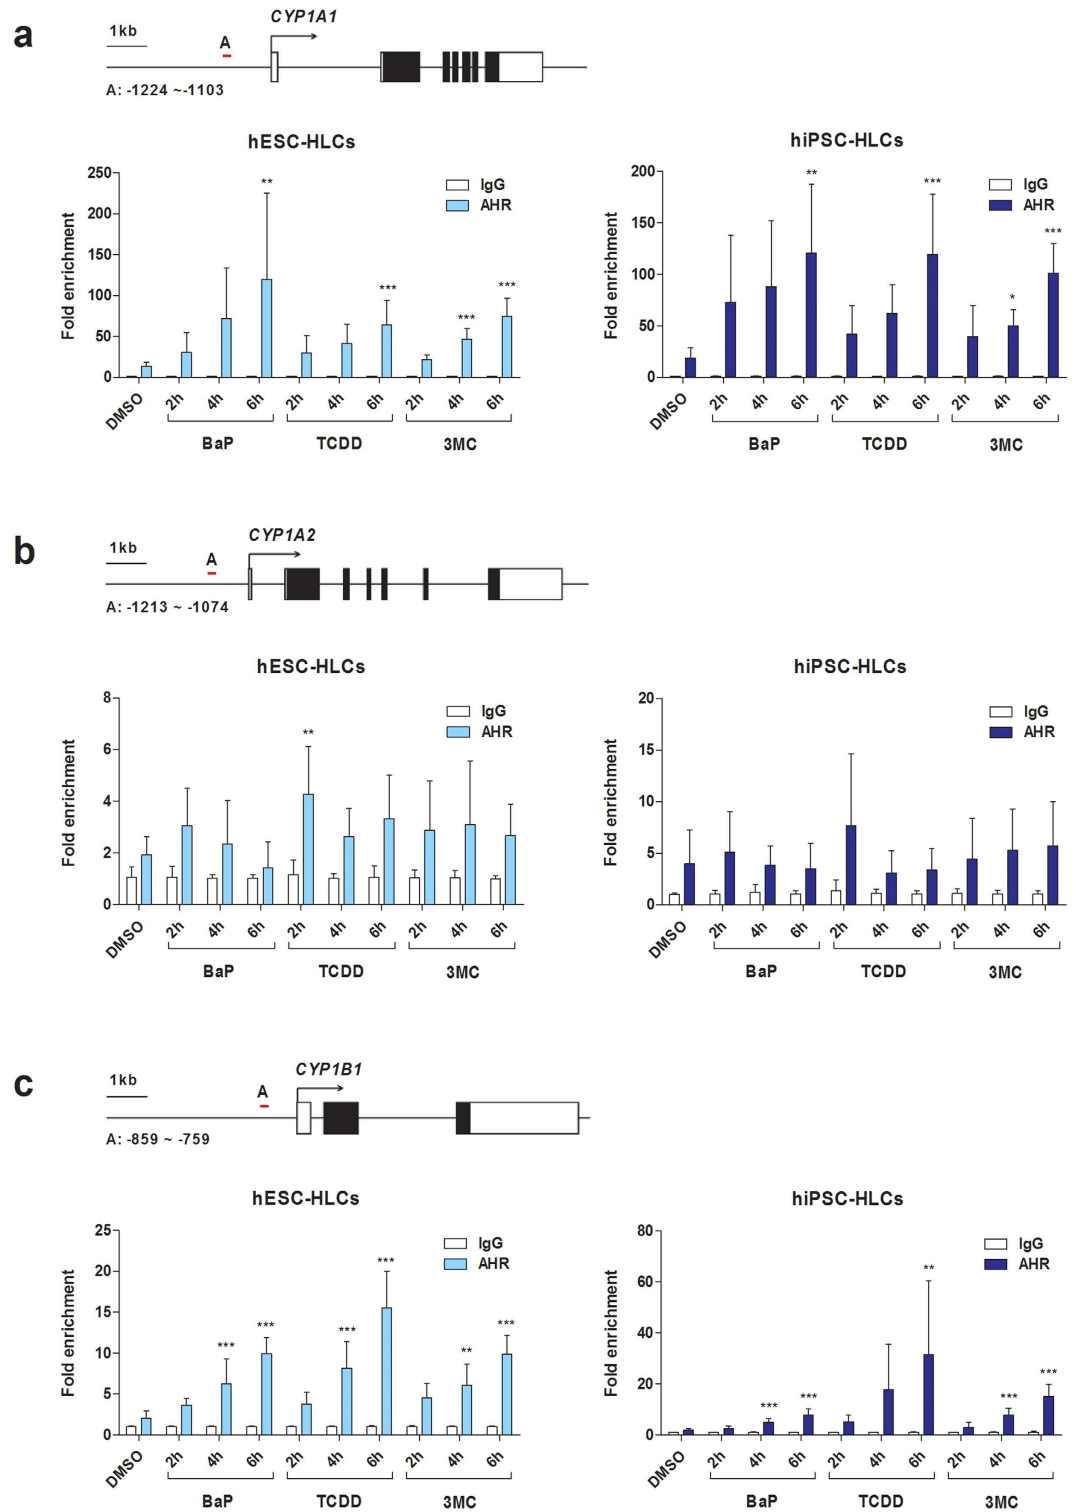 a
1kb
CYP1A1
A
A: -1224 ~-1103
hESC-HLCs
Fold enrichment
250
200
150
100
50
0
IgG
AHR
**
***
***
***
DMSO
2h 4h 6h 2h 4h 6h 2h 4h 6h
BaP TCDD 3MC
hiPSC-HLCs
Fold enrichment
200
150
100
50
0
IgG
AHR
**
***
*
***
DMSO
2h 4h 6h 2h 4h 6h 2h 4h 6h
BaP TCDD 3MC
b
1kb
CYP1A2
A
A: -1213 ~ -1074
hESC-HLCs
Fold enrichment
8
6
4
2
0
IgG
AHR
**
DMSO
2h 4h 6h 2h 4h 6h 2h 4h 6h
BaP TCDD 3MC
hiPSC-HLCs
Fold enrichment
20
15
10
5
0
IgG
AHR
DMSO
2h 4h 6h 2h 4h 6h 2h 4h 6h
BaP TCDD 3MC
c
1kb
CYP1B1
A
A: -859 ~ -759
hESC-HLCs
Fold enrichment
25
20
15
10
5
0
IgG
AHR
***
***
***
***
**
***
DMSO
2h 4h 6h 2h 4h 6h 2h 4h 6h
BaP TCDD 3MC
hiPSC-HLCs
Fold enrichment
80
60
40
20
0
IgG
AHR
***
***
**
***
***
DMSO
2h 4h 6h 2h 4h 6h 2h 4h 6h
BaP TCDD 3MC